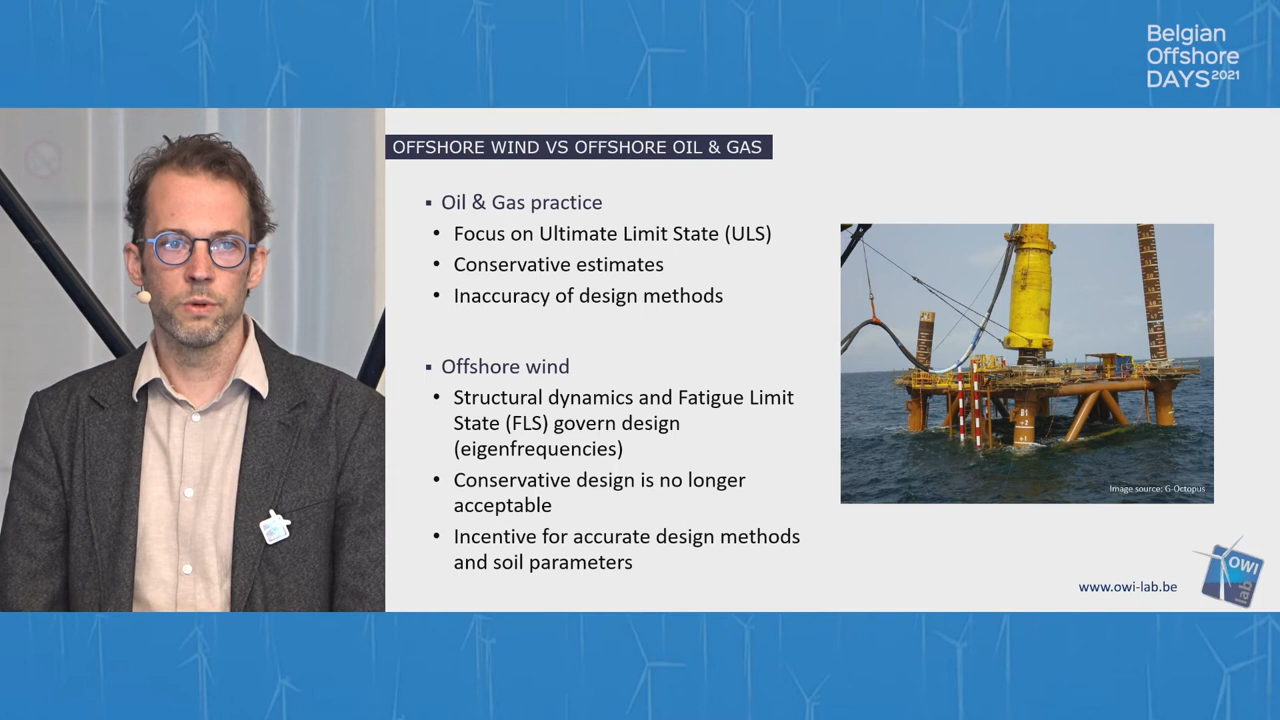 Belgian
Offshore
DAYS 2021
OFFSHORE WIND VS OFFSHORE OIL & GAS
▪ Oil & Gas practice
• Focus on Ultimate Limit State (ULS)
• Conservative estimates
• Inaccuracy of design methods
▪ Offshore wind
• Structural dynamics and Fatigue Limit
State (FLS) govern design
(eigenfrequencies)
• Conservative design is no longer
acceptable
• Incentive for accurate design methods
and soil parameters
B1
Image source: G-Octopus
www.owi-lab.be
OWI
lab